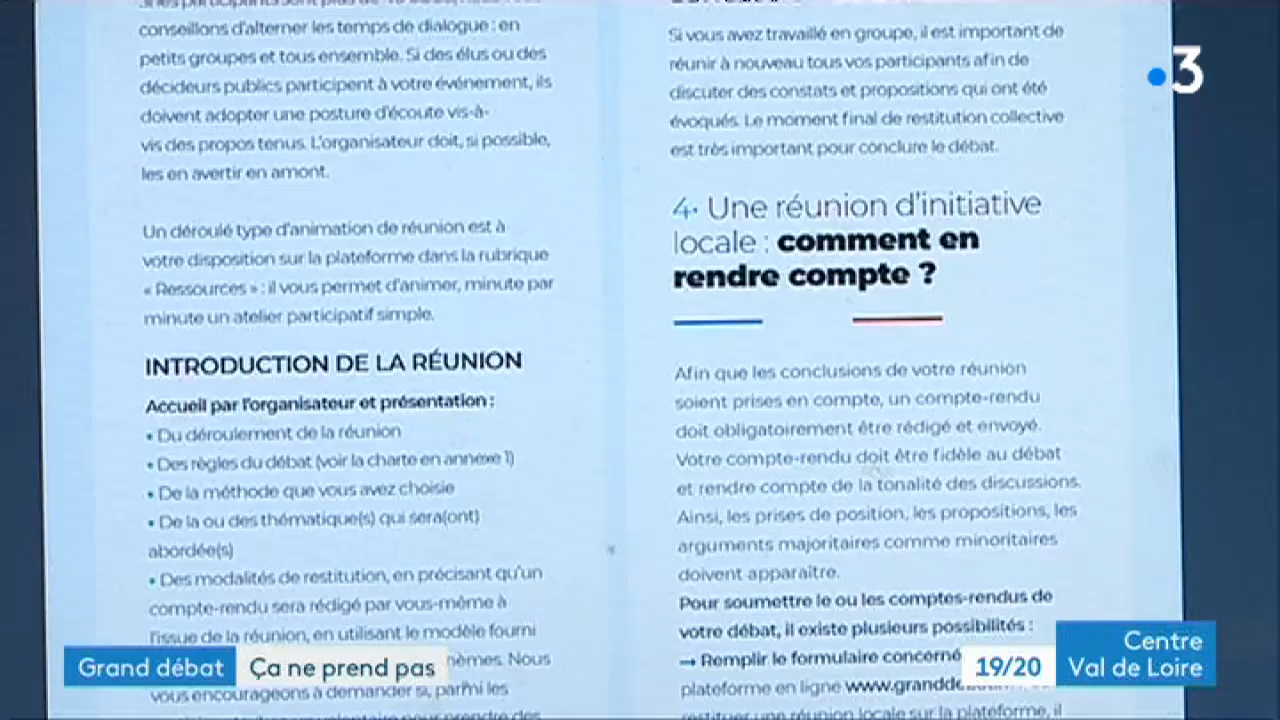 conseillons d'alterner les temps de dialogue : en
petits groupes et tous ensemble. Si des élus ou des
décideurs publics participent à votre événement, ils
doivent adopter une posture d'écoute vis-à-
vis des propos tenus. L'organisateur doit, si possible,
les en avertir en amont.
Un déroulé type d'animation de réunion est à
votre disposition sur la plateforme dans la rubrique
« Ressources » : il vous permet d'animer, minute par
minute un atelier participatif simple.
INTRODUCTION DE LA RÉUNION
Accueil par l'organisateur et présentation :
• Du déroulement de la réunion
• Des règles du débat (voir la charte en annexe 1)
• De la méthode que vous avez choisie
• De la ou des thématique(s) qui sera(ont)
abordée(s)
• Des modalités de restitution, en précisant qu'un
compte-rendu sera rédigé par vous-même à
l'issue de la réunion, en utilisant le modèle fourni
Nous
vous encourageons à demander si, parmi les
Si vous avez travaillé en groupe, il est important de
réunir à nouveau tous vos participants afin de
discuter des constats et propositions qui ont été
évoqués. Le moment final de restitution collective
est très important pour conclure le débat.
4. Une réunion d'initiative
locale : comment en
rendre compte ?
Afin que les conclusions de votre réunion
soient prises en compte, un compte-rendu
doit obligatoirement être rédigé et envoyé.
Votre compte-rendu doit être fidèle au débat
et rendre compte de la tonalité des discussions.
Ainsi, les prises de position, les propositions, les
arguments majoritaires comme minoritaires
doivent apparaître.
Pour soumettre le ou les comptes-rendus de
votre débat, il existe plusieurs possibilités :
→ Remplir le formulaire concerné
plateforme en ligne
restituer une réunion locale sur la plateforme, il
3
Grand débat
Ça ne prend pas
19/20
Centre
Val de Loire